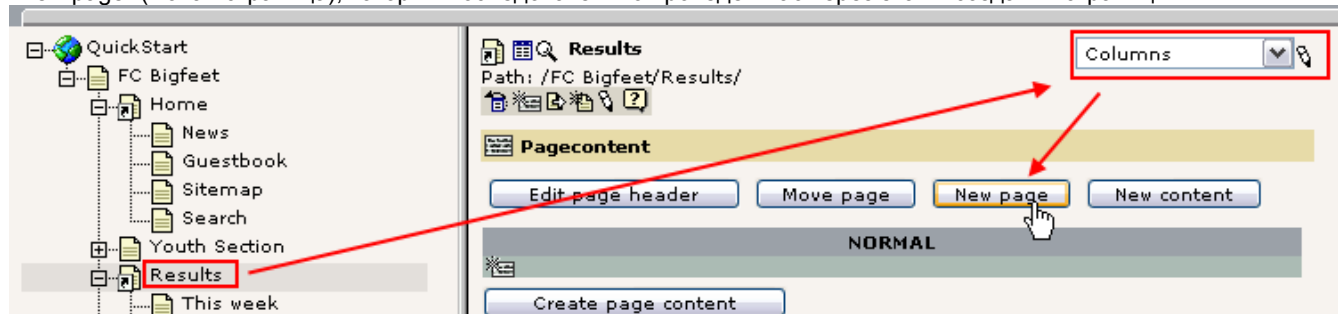 QuickStart
FC Bigfeet
Home
News
Guestbook
Sitemap
Search
Youth Section
Results
This week
Results
Path: /FC Bigfeet/Results/
Columns
Pagecontent
Edit page header
Move page
New page
New content
NORMAL
Create page content